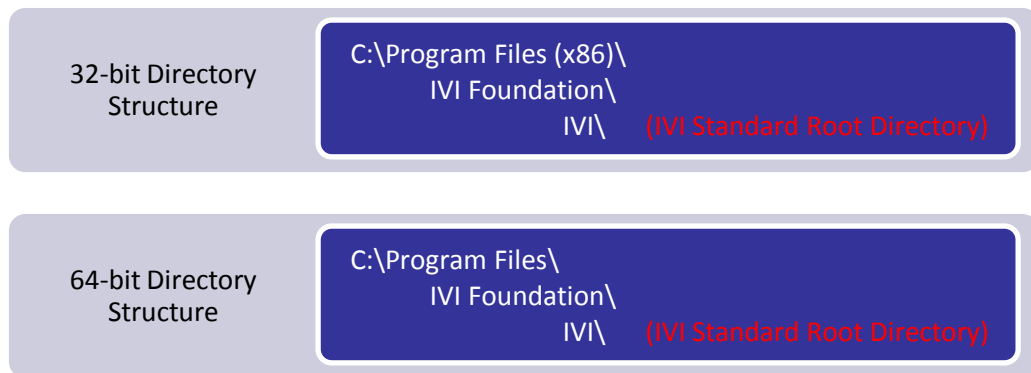 32-bit Directory
Structure
C:\Program Files (x86)\
IVI Foundation\
IVI\ (IVI Standard Root Directory)
64-bit Directory
Structure
C:\Program Files\
IVI Foundation\
IVI\ (IVI Standard Root Directory)